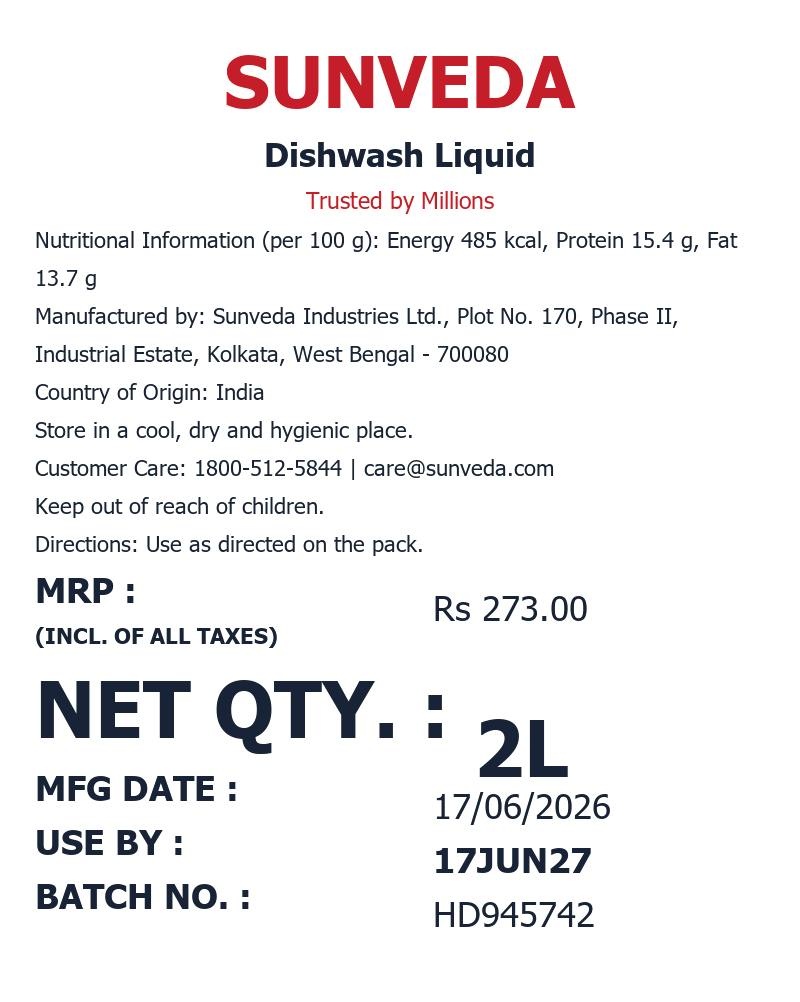 SUNVEDA
Dishwash Liquid
Trusted by Millions
Nutritional Information (per 100 g): Energy 485 kcal, Protein 15.4 g, Fat
13.7 g
Manufactured by: Sunveda Industries Ltd., Plot No. 170, Phase II,
Industrial Estate, Kolkata, West Bengal - 700080
Country of Origin: India
Store in a cool, dry and hygienic place.
Customer Care: 1800-512-5844 | care@sunveda.com
Keep out of reach of children.
Directions: Use as directed on the pack.
MRP : Rs 273.00
(INCL. OF ALL TAXES)
NET QTY. : 2L
MFG DATE : 17/06/2026
USE BY : 17JUN27
BATCH NO. : HD945742